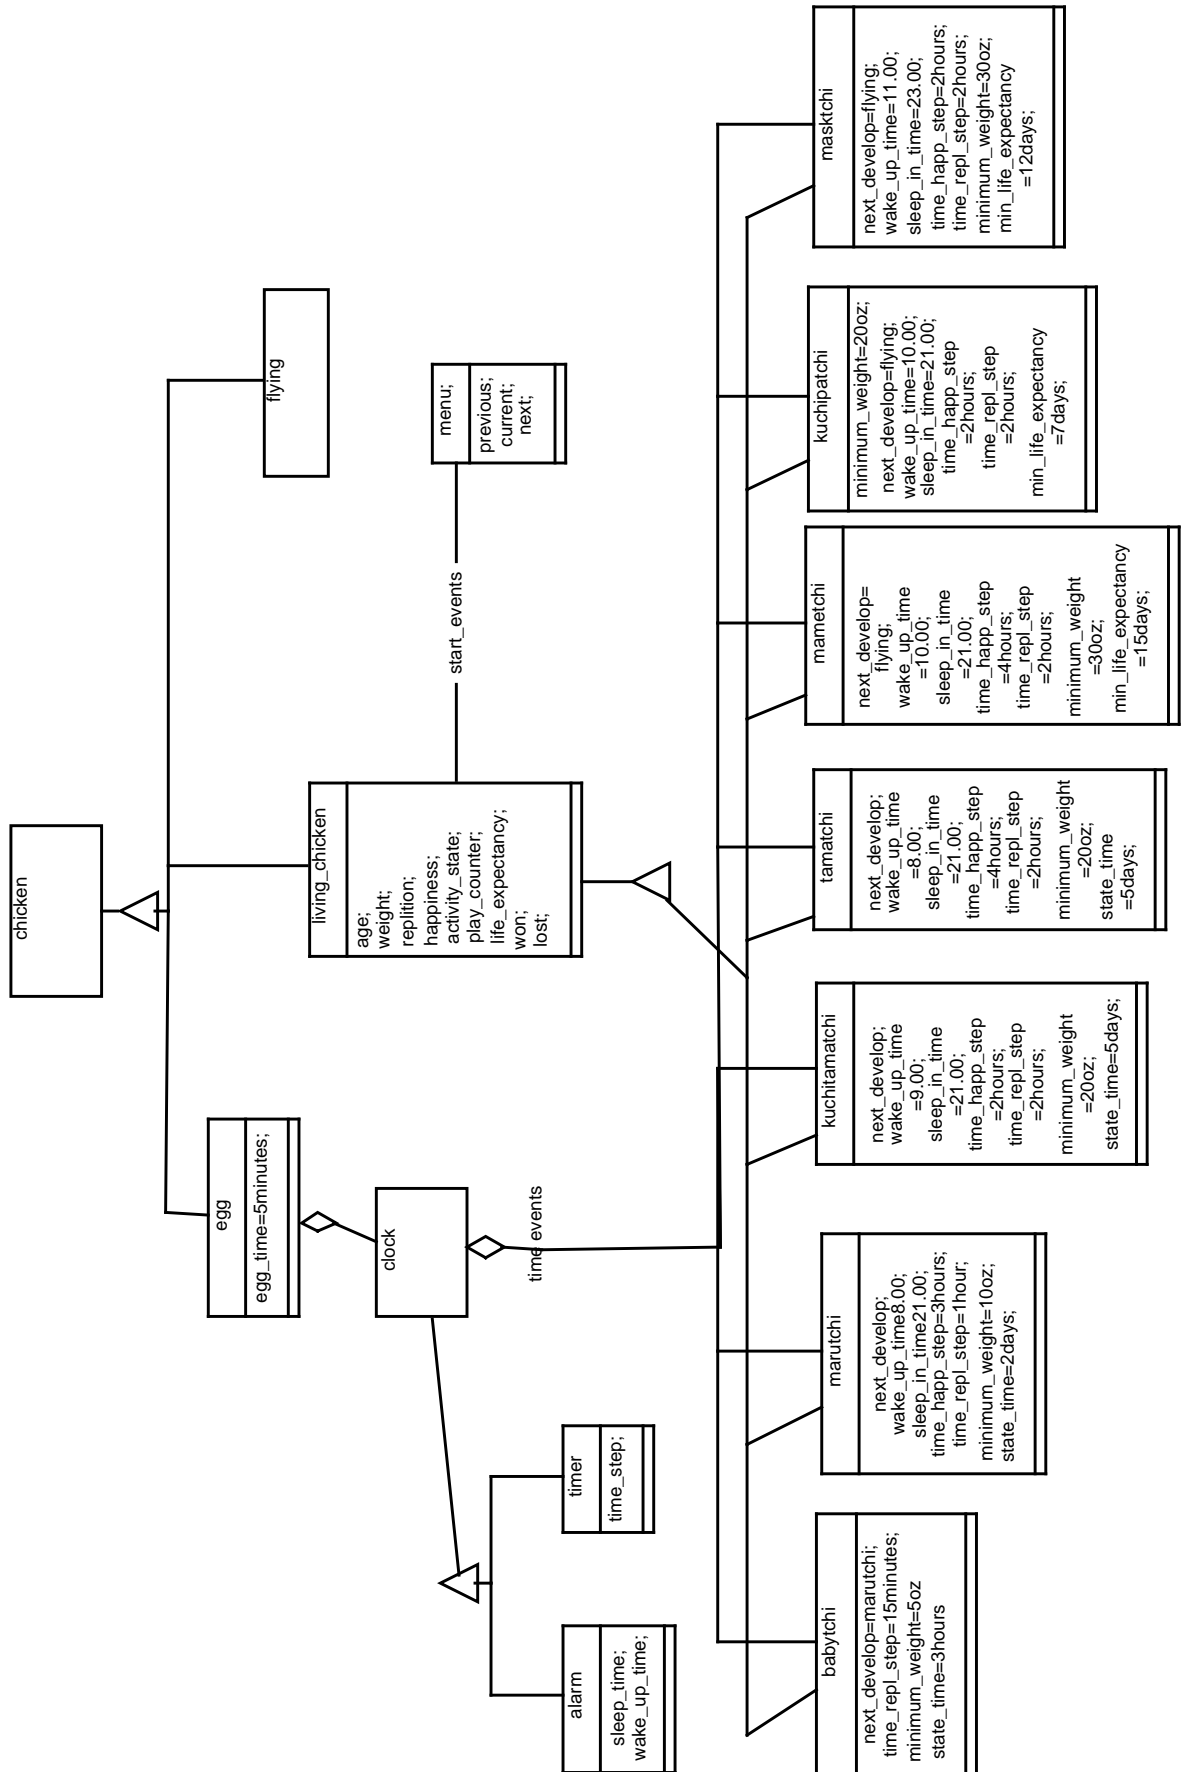 chicken
flying
egg
egg_time=5minutes;
living_chicken
age;
weight;
replition;
happiness;
activity_state;
play_counter;
life_expectancy;
won;
lost;
start_events
menu;
previous;
current;
next;
clock
time events
alarm
sleep_time;
wake_up_time;
timer
time_step;
babytchi
next_develop=marutchi;
time_repl_step=15minutes;
minimum_weight=5oz
state_time=3hours
marutchi
next_develop;
wake_up_time8.00;
sleep_in_time21.00;
time_happ_step=3hours;
time_repl_step=1hour;
minimum_weight=10oz;
state_time=2days;
kuchitamatchi
next_develop;
wake_up_time
=9.00;
sleep_in_time
=21.00;
time_happ_step
=2hours;
time_repl_step
=2hours;
minimum_weight
=20oz;
state_time=5days;
tamatchi
next_develop;
wake_up_time
=8.00;
sleep_in_time
=21.00;
time_happ_step
=4hours;
time_repl_step
=2hours;
minimum_weight
=20oz;
state_time
=5days;
mametchi
next_develop=
flying;
wake_up_time
=10.00;
sleep_in_time
=21.00;
time_happ_step
=4hours;
time_repl_step
=2hours;
minimum_weight
=30oz;
min_life_expectancy
=15days;
kuchipatchi
minimum_weight=20oz;
next_develop=flying;
wake_up_time=10.00;
sleep_in_time=21.00;
time_happ_step
=2hours;
time_repl_step
=2hours;
min_life_expectancy
=7days;
masktchi
next_develop=flying;
wake_up_time=11.00;
sleep_in_time=23.00;
time_happ_step=2hours;
time_repl_step=2hours;
minimum_weight=30oz;
min_life_expectancy
=12days;